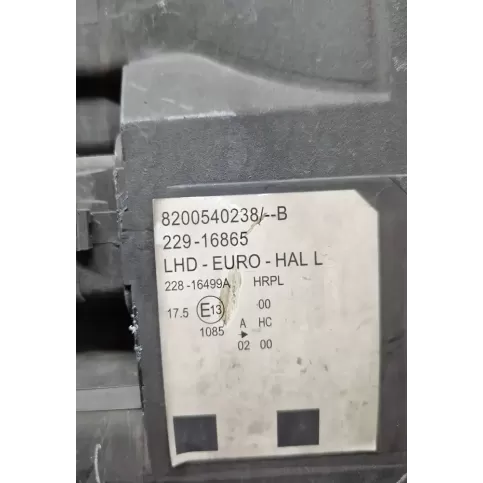 8200540238/--B
229-16865
LHD - EURO - HAL L
228-16499A HRPL
17.5 E13 00
1085 A HC
02 00